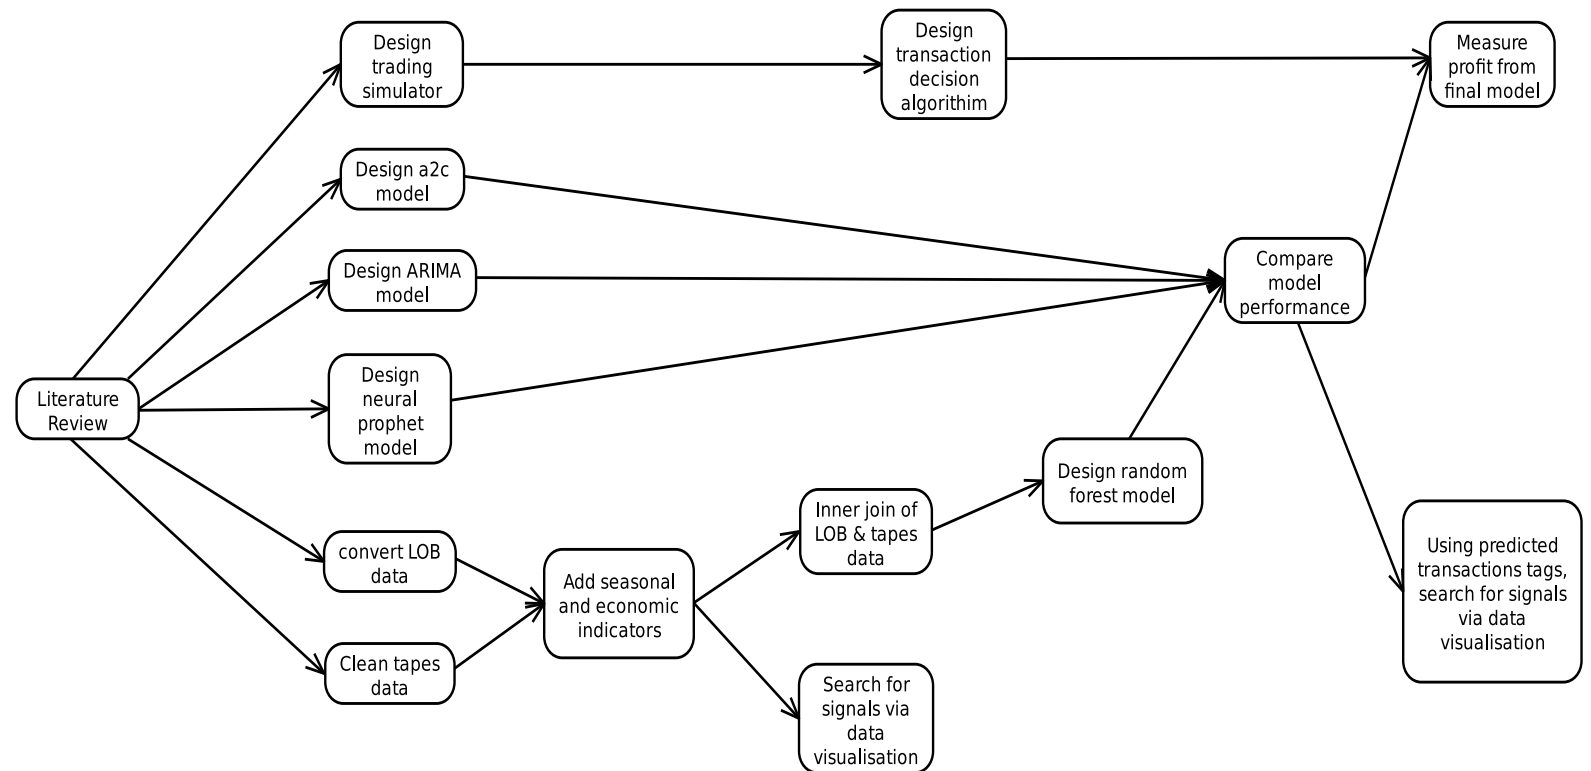 Design
trading
simulator
Design
transaction
decision
algorithim
Measure
profit from
final model
Design a2c
model
Design ARIMA
model
Compare
model
performance
Literature
Review
Design
neural
prophet
model
convert LOB
data
Clean tapes
data
Add seasonal
and economic
indicators
Inner join of
LOB & tapes
data
Search for
signals via
data
visualisation
Design random
forest model
Using predicted
transactions tags,
search for signals
via data
visualisation